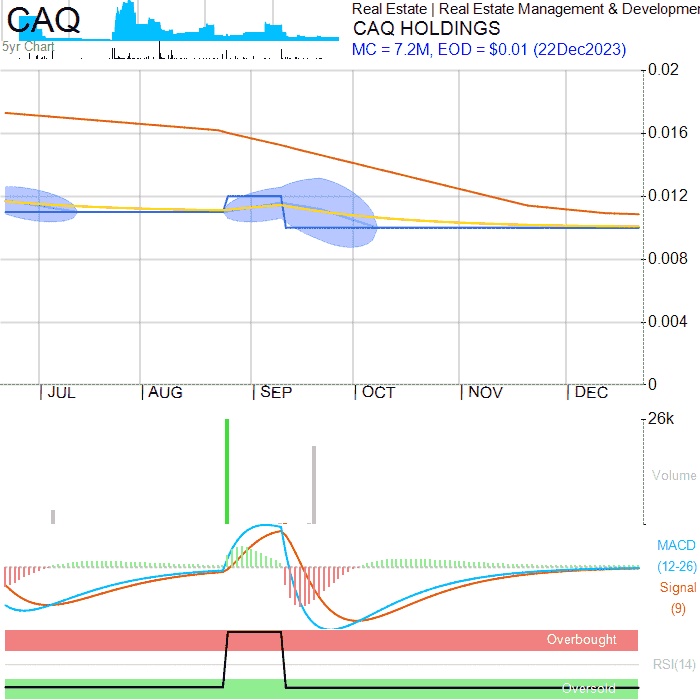 CAQ
5yr Chart
Real Estate | Real Estate Management & Developmen
CAQ HOLDINGS
MC = 7.2M, EOD = $0.01 (22Dec2023)
0.02
0.016
0.012
0.008
0.004
0
| JUL | AUG | SEP | OCT | NOV | DEC
26k
Volume
MACD
(12-26)
Signal
(9)
Overbought
RSI(14)
Oversold